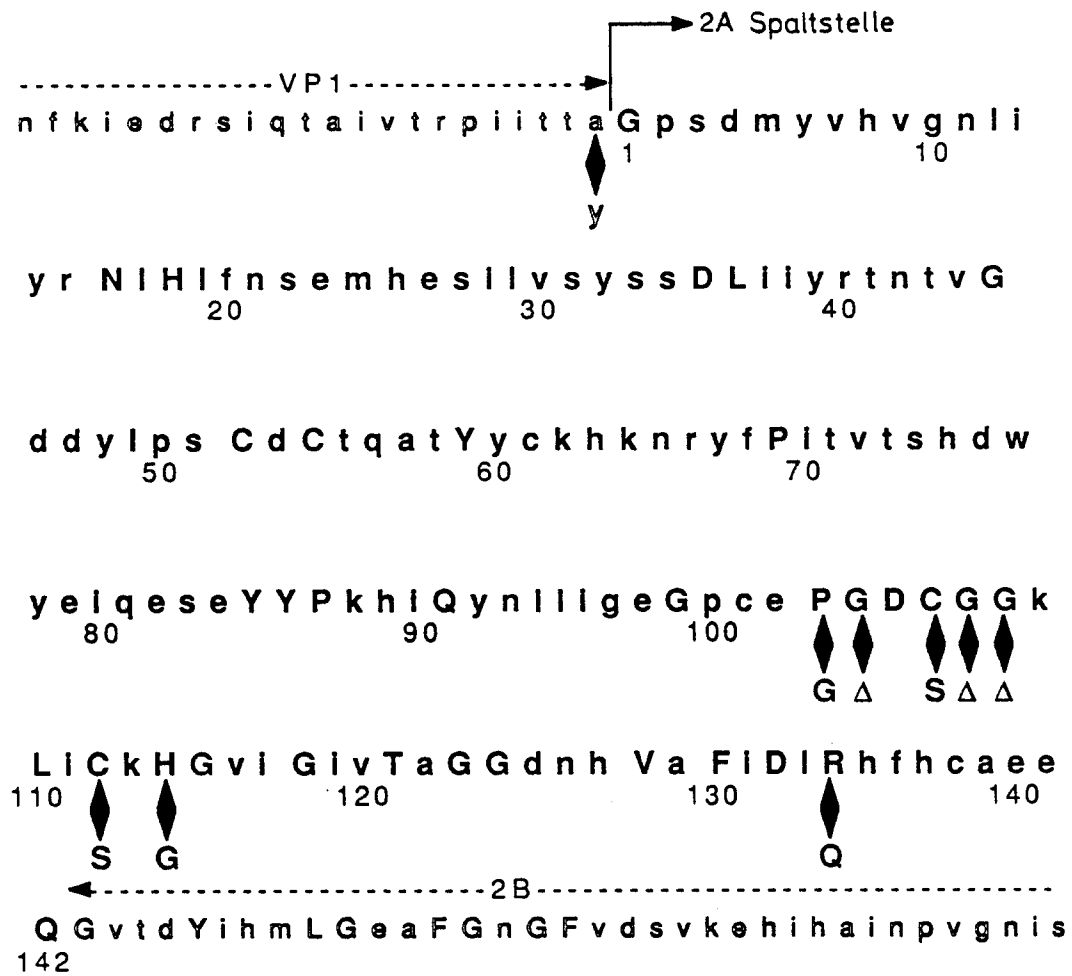 2A Spaltstelle
VP1
n f k i e d r s i q t a i v t r p i i t t a G p s d m y v h v g n l i
1 10
y
y r N l H l f n s e m h e s i l v s y s s D L i i y r t n t v G
20 30 40
d d y l p s C d C t q a t Y y c k h k n r y f P i t v t s h d w
50 60 70
y e i q e s e Y Y P k h i Q y n l l i g e G p c e P G D C G G k
80 90 100
G Δ S Δ Δ
L i C k H G v i G i v T a G G d n h V a F i D l R h f h c a e e
110 120 130 140
S G Q
2B
Q G v t d Y i h m L G e a F G n G F v d s v k e h i h a i n p v g n i s
142